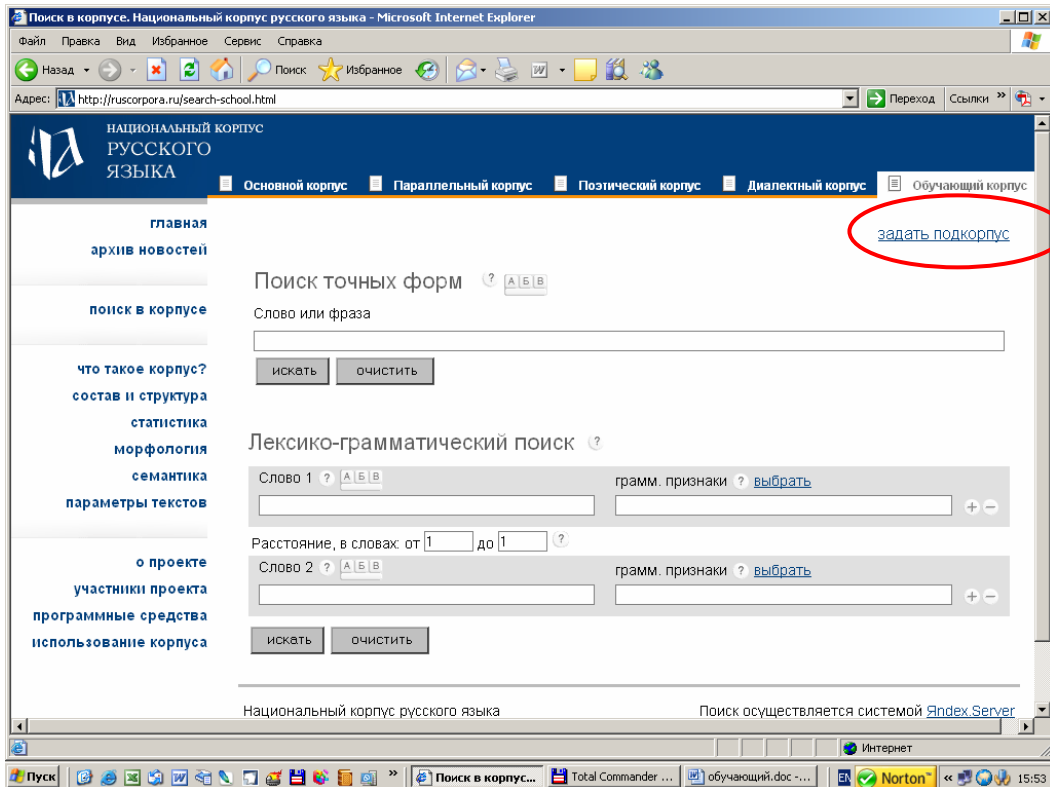 Поиск в корпусе. Национальный корпус русского языка - Microsoft Internet Explorer
Файл Правка Вид Избранное Сервис Справка
Назад Поиск Избранное
Адрес: http://ruscorpora.ru/search-school.html Переход Ссылки »
НАЦИОНАЛЬНЫЙ КОРПУС
РУССКОГО
ЯЗЫКА
Основной корпус Параллельный корпус Поэтический корпус Диалектный корпус Обучающий корпус
главная
задать подкорпус
архив новостей
Поиск точных форм ? А Б В
поиск в корпусе
Слово или фраза
искать очистить
что такое корпус?
состав и структура
статистика
морфология
семантика
параметры текстов
Лексико-грамматический поиск ?
Слово 1 ? А Б В грамм. признаки ? выбрать
+ −
Расстояние, в словах: от 1 до 1 ?
Слово 2 ? А Б В грамм. признаки ? выбрать
+ −
о проекте
участники проекта
программные средства
использование корпуса
искать очистить
Национальный корпус русского языка Поиск осуществляется системой Яndex.Server
Интернет
Пуск » Поиск в корпус... Total Commander ... обучающий.doc -... EN Norton™ « 15:53